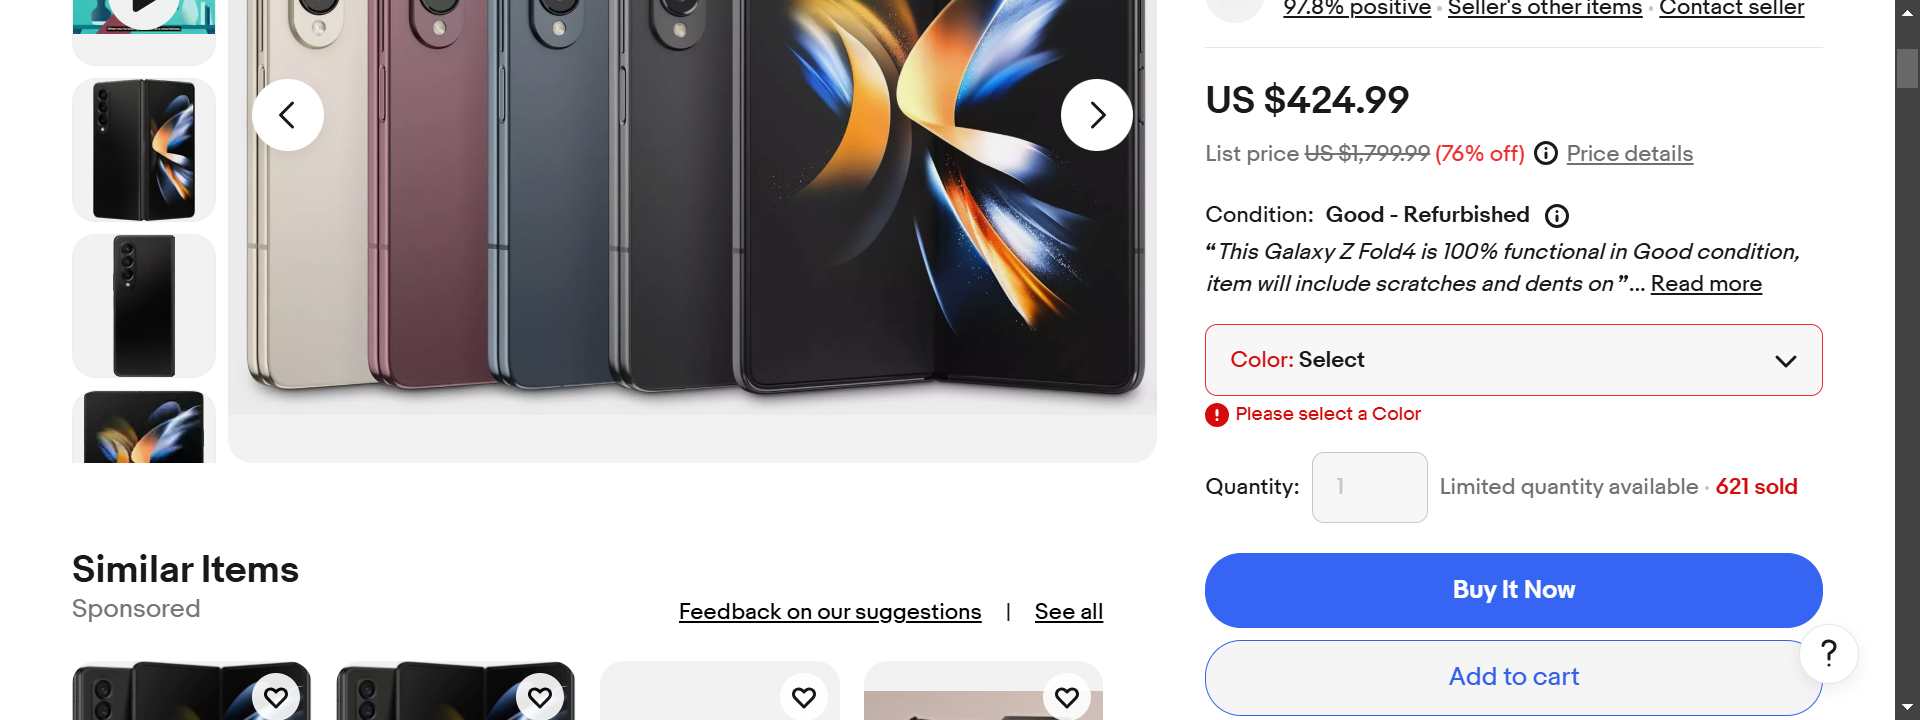 97.8% positive · Seller's other items · Contact seller
US $424.99
List price US $1,799.99 (76% off) Price details
Condition: Good - Refurbished
“This Galaxy Z Fold4 is 100% functional in Good condition,
item will include scratches and dents on”... Read more
Color: Select
Please select a Color
Quantity: 1 Limited quantity available · 621 sold
Buy It Now
Add to cart
?
Similar Items
Sponsored
Feedback on our suggestions | See all